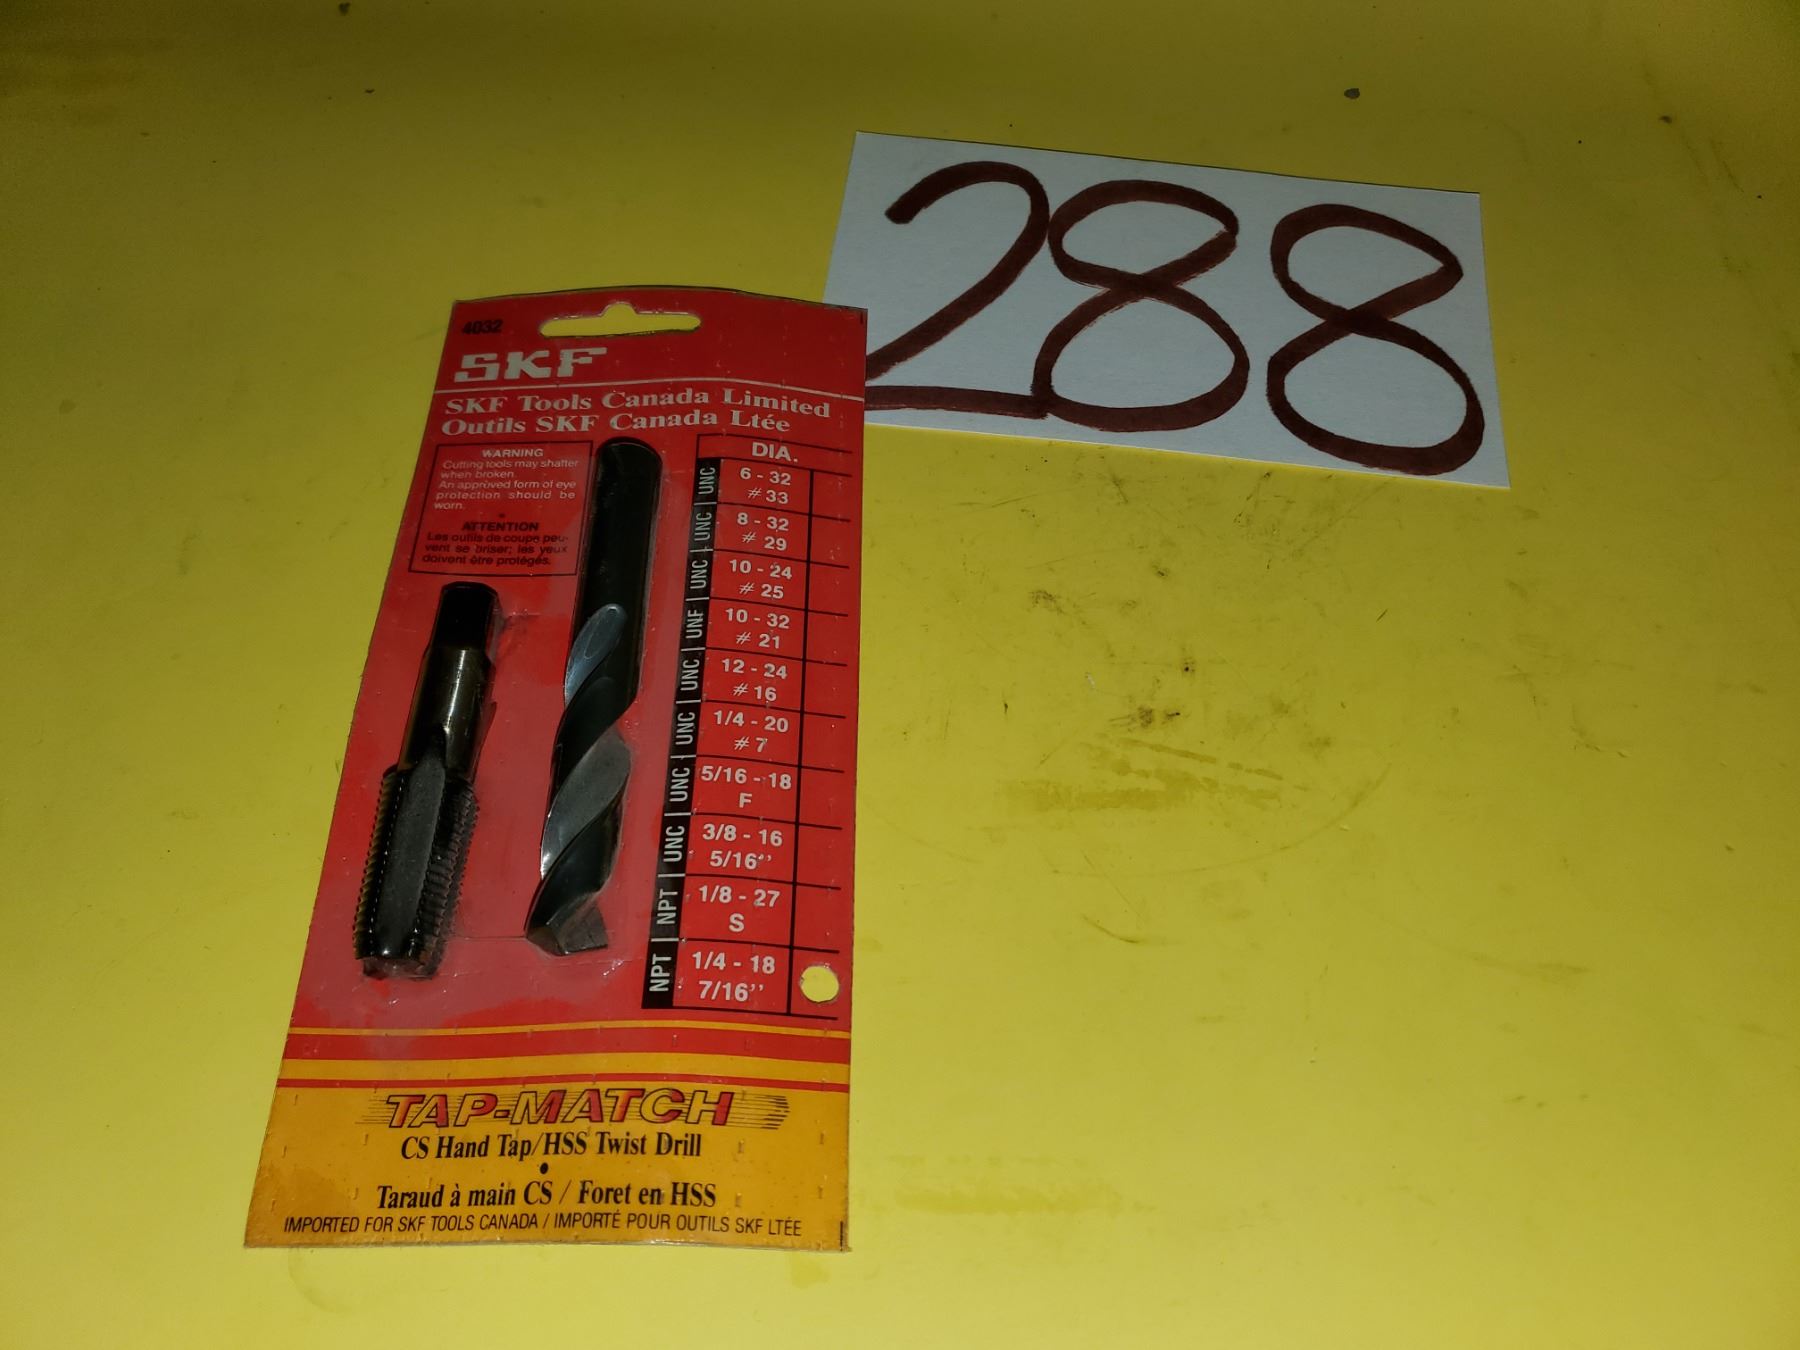 288
4032
SKF
SKF Tools Canada Limited
Outils SKF Canada Ltée
WARNING
Cutting tools may shatter
when broken.
An approved form of eye
protection should be
worn.
ATTENTION
Les outils de coupe peu-
vent se briser; les yeux
doivent être protégés.
DIA.
UNC 6 - 32
# 33
UNC 8 - 32
# 29
UNC 10 - 24
# 25
UNF 10 - 32
# 21
UNC 12 - 24
# 16
UNC 1/4 - 20
# 7
UNC 5/16 - 18
F
UNC 3/8 - 16
5/16"
NPT 1/8 - 27
S
NPT 1/4 - 18
7/16"
TAP-MATCH
CS Hand Tap/HSS Twist Drill
•
Taraud à main CS / Foret en HSS
IMPORTED FOR SKF TOOLS CANADA / IMPORTÉ POUR OUTILS SKF LTÉE